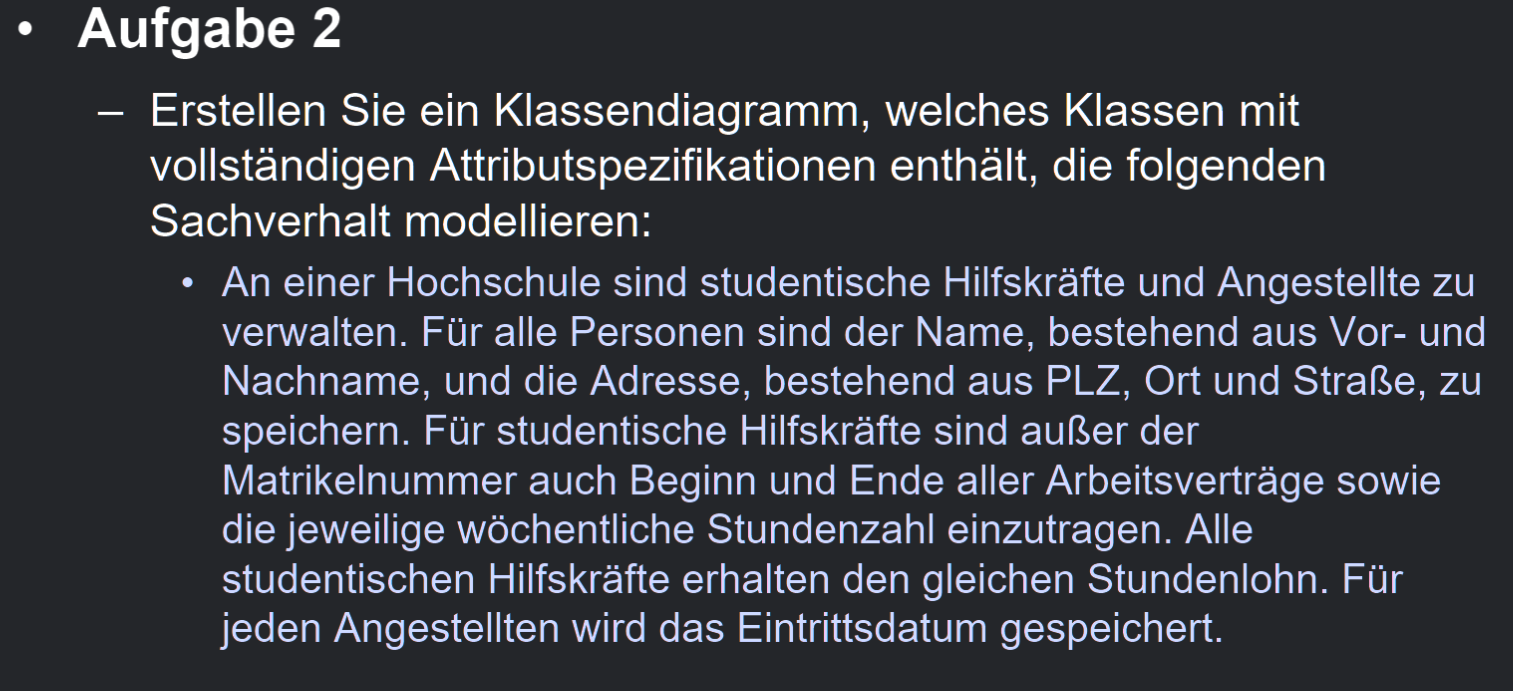 • Aufgabe 2
– Erstellen Sie ein Klassendiagramm, welches Klassen mit
vollständigen Attributspezifikationen enthält, die folgenden
Sachverhalt modellieren:
• An einer Hochschule sind studentische Hilfskräfte und Angestellte zu
verwalten. Für alle Personen sind der Name, bestehend aus Vor- und
Nachname, und die Adresse, bestehend aus PLZ, Ort und Straße, zu
speichern. Für studentische Hilfskräfte sind außer der
Matrikelnummer auch Beginn und Ende aller Arbeitsverträge sowie
die jeweilige wöchentliche Stundenzahl einzutragen. Alle
studentischen Hilfskräfte erhalten den gleichen Stundenlohn. Für
jeden Angestellten wird das Eintrittsdatum gespeichert.